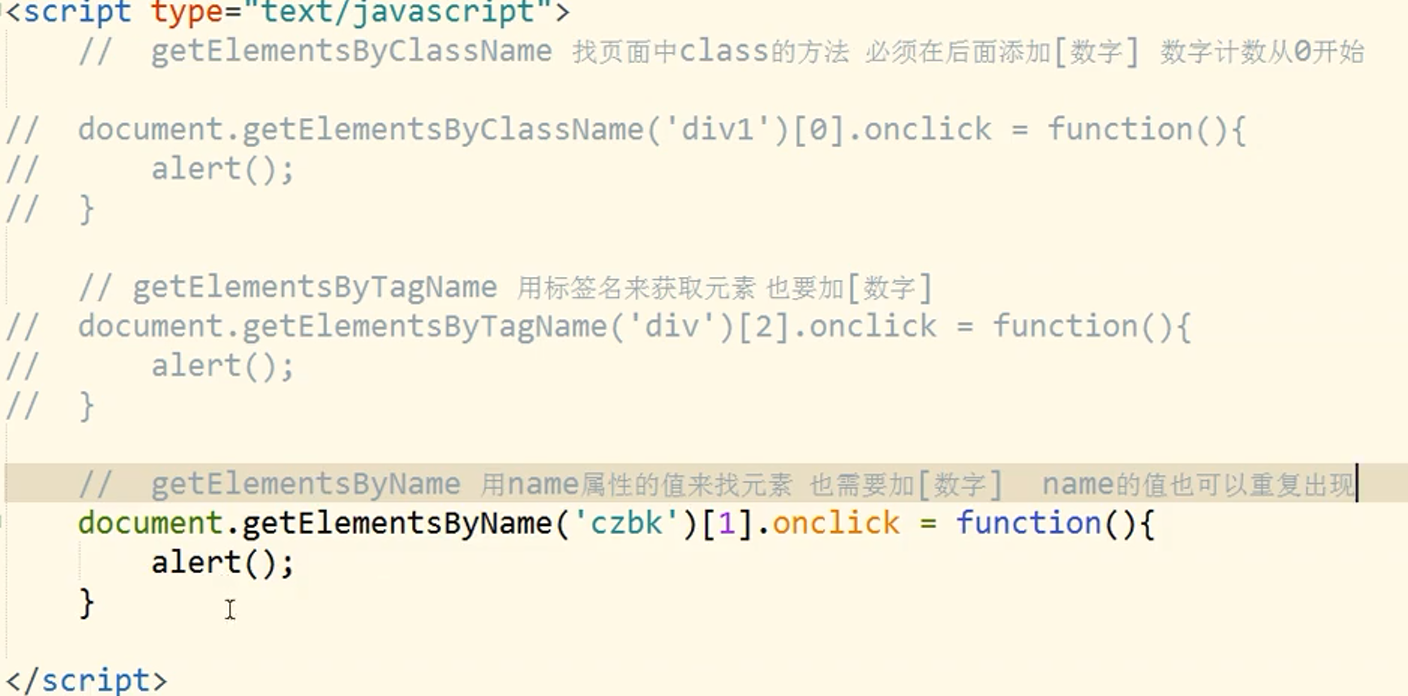 <script type="text/javascript">
// getElementsByClassName 找页面中class的方法 必须在后面添加[数字] 数字计数从0开始
// document.getElementsByClassName('div1')[0].onclick = function(){
// alert();
// }
// getElementsByTagName 用标签名来获取元素 也要加[数字]
// document.getElementsByTagName('div')[2].onclick = function(){
// alert();
// }
// getElementsByName 用name属性的值来找元素 也需要加[数字] name的值也可以重复出现
document.getElementsByName('czbk')[1].onclick = function(){
alert();
}
</script>